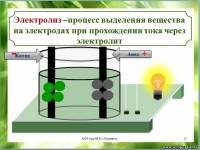 Электролиз –процесс выделения вещества
на электродах при прохождении тока через
электролит
Катод
Анод +